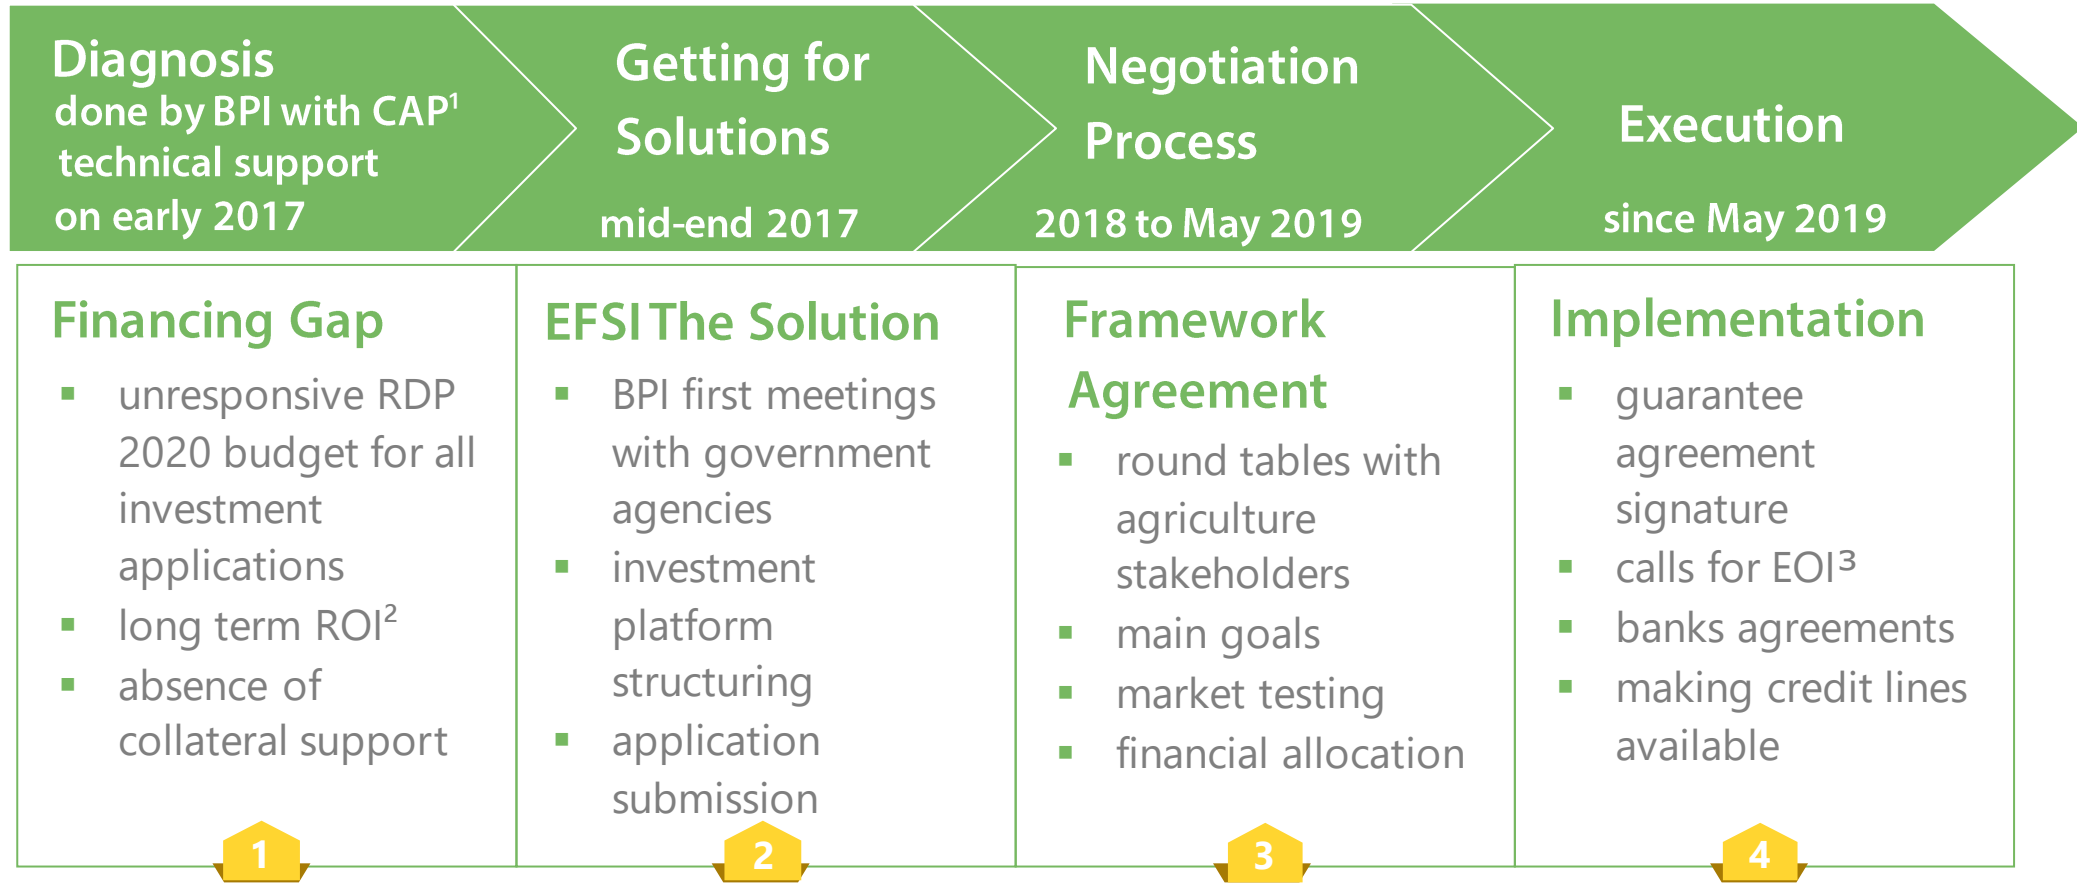 Diagnosis
done by BPI with CAP¹
technical support
on early 2017
Getting for
Solutions
mid-end 2017
Negotiation
Process
2018 to May 2019
Execution
since May 2019
Financing Gap
▪ unresponsive RDP
2020 budget for all
investment
applications
▪ long term ROI²
▪ absence of
collateral support
1
EFSI The Solution
▪ BPI first meetings
with government
agencies
▪ investment
platform
structuring
▪ application
submission
2
Framework
Agreement
▪ round tables with
agriculture
stakeholders
▪ main goals
▪ market testing
▪ financial allocation
3
Implementation
▪ guarantee
agreement
signature
▪ calls for EOI³
▪ banks agreements
▪ making credit lines
available
4